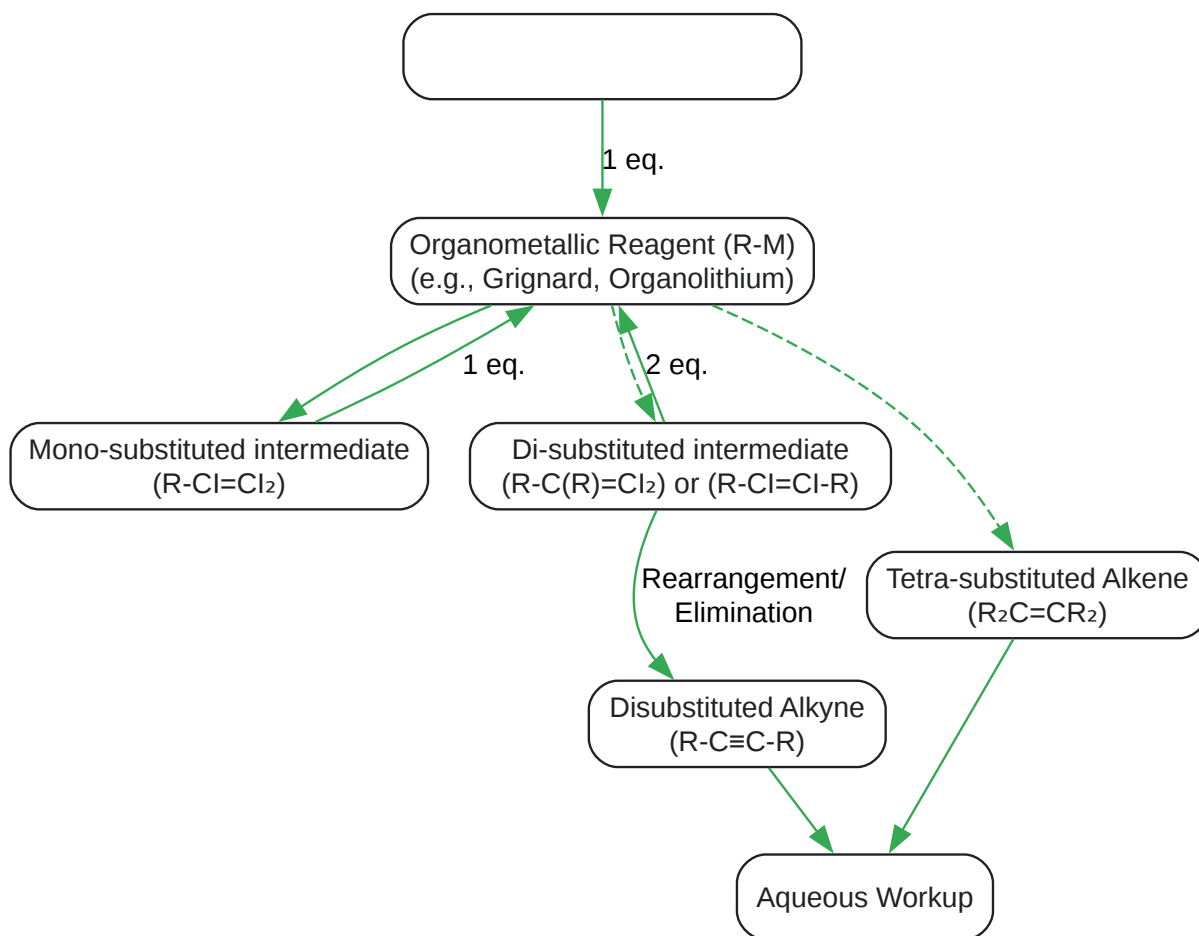 1 eq.
Organometallic Reagent (R-M)
(e.g., Grignard, Organolithium)
1 eq.
2 eq.
Mono-substituted intermediate
(R-CI=CI₂)
Di-substituted intermediate
(R-C(R)=CI₂) or (R-CI=CI-R)
Rearrangement/
Elimination
Tetra-substituted Alkene
(R₂C=CR₂)
Disubstituted Alkyne
(R-C≡C-R)
Aqueous Workup